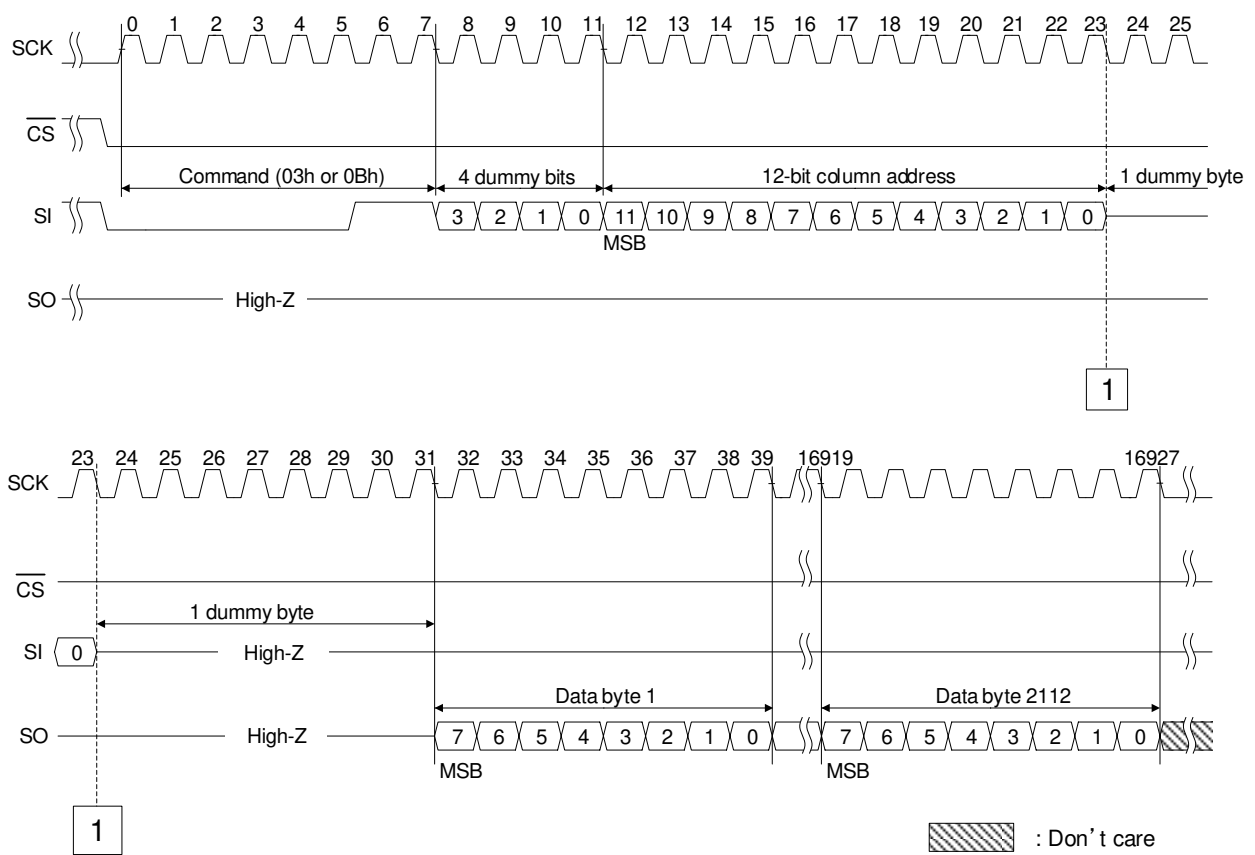 0 1 2 3 4 5 6 7 8 9 10 11 12 13 14 15 16 17 18 19 20 21 22 23 24 25
SCK
CS
Command (03h or 0Bh) 4 dummy bits 12-bit column address 1 dummy byte
SI 3 2 1 0 11 10 9 8 7 6 5 4 3 2 1 0
MSB
SO High-Z
1
23 24 25 26 27 28 29 30 31 32 33 34 35 36 37 38 39 16919 16927
SCK
CS
1 dummy byte
SI 0 High-Z
Data byte 1 Data byte 2112
SO High-Z 7 6 5 4 3 2 1 0 7 6 5 4 3 2 1 0
MSB MSB
1
: Don't care